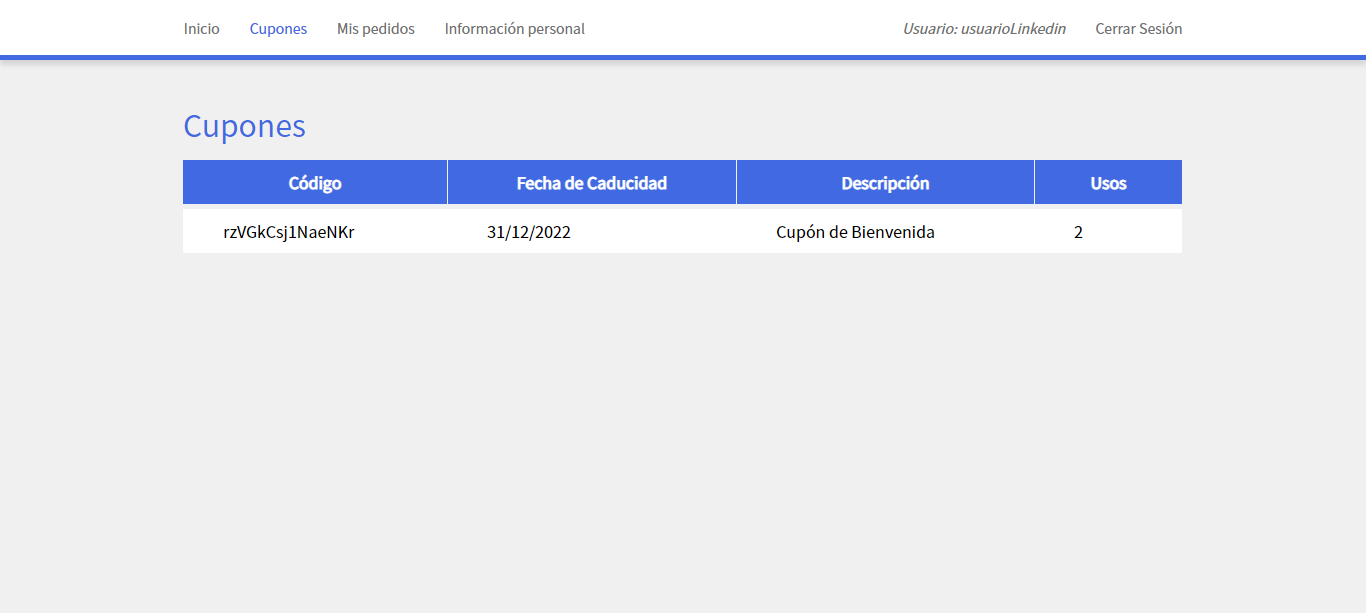 Inicio Cupones Mis pedidos Información personal Usuario: usuarioLinkedin Cerrar Sesión
Cupones
Código Fecha de Caducidad Descripción Usos
rzVGkCsj1NaeNKr 31/12/2022 Cupón de Bienvenida 2